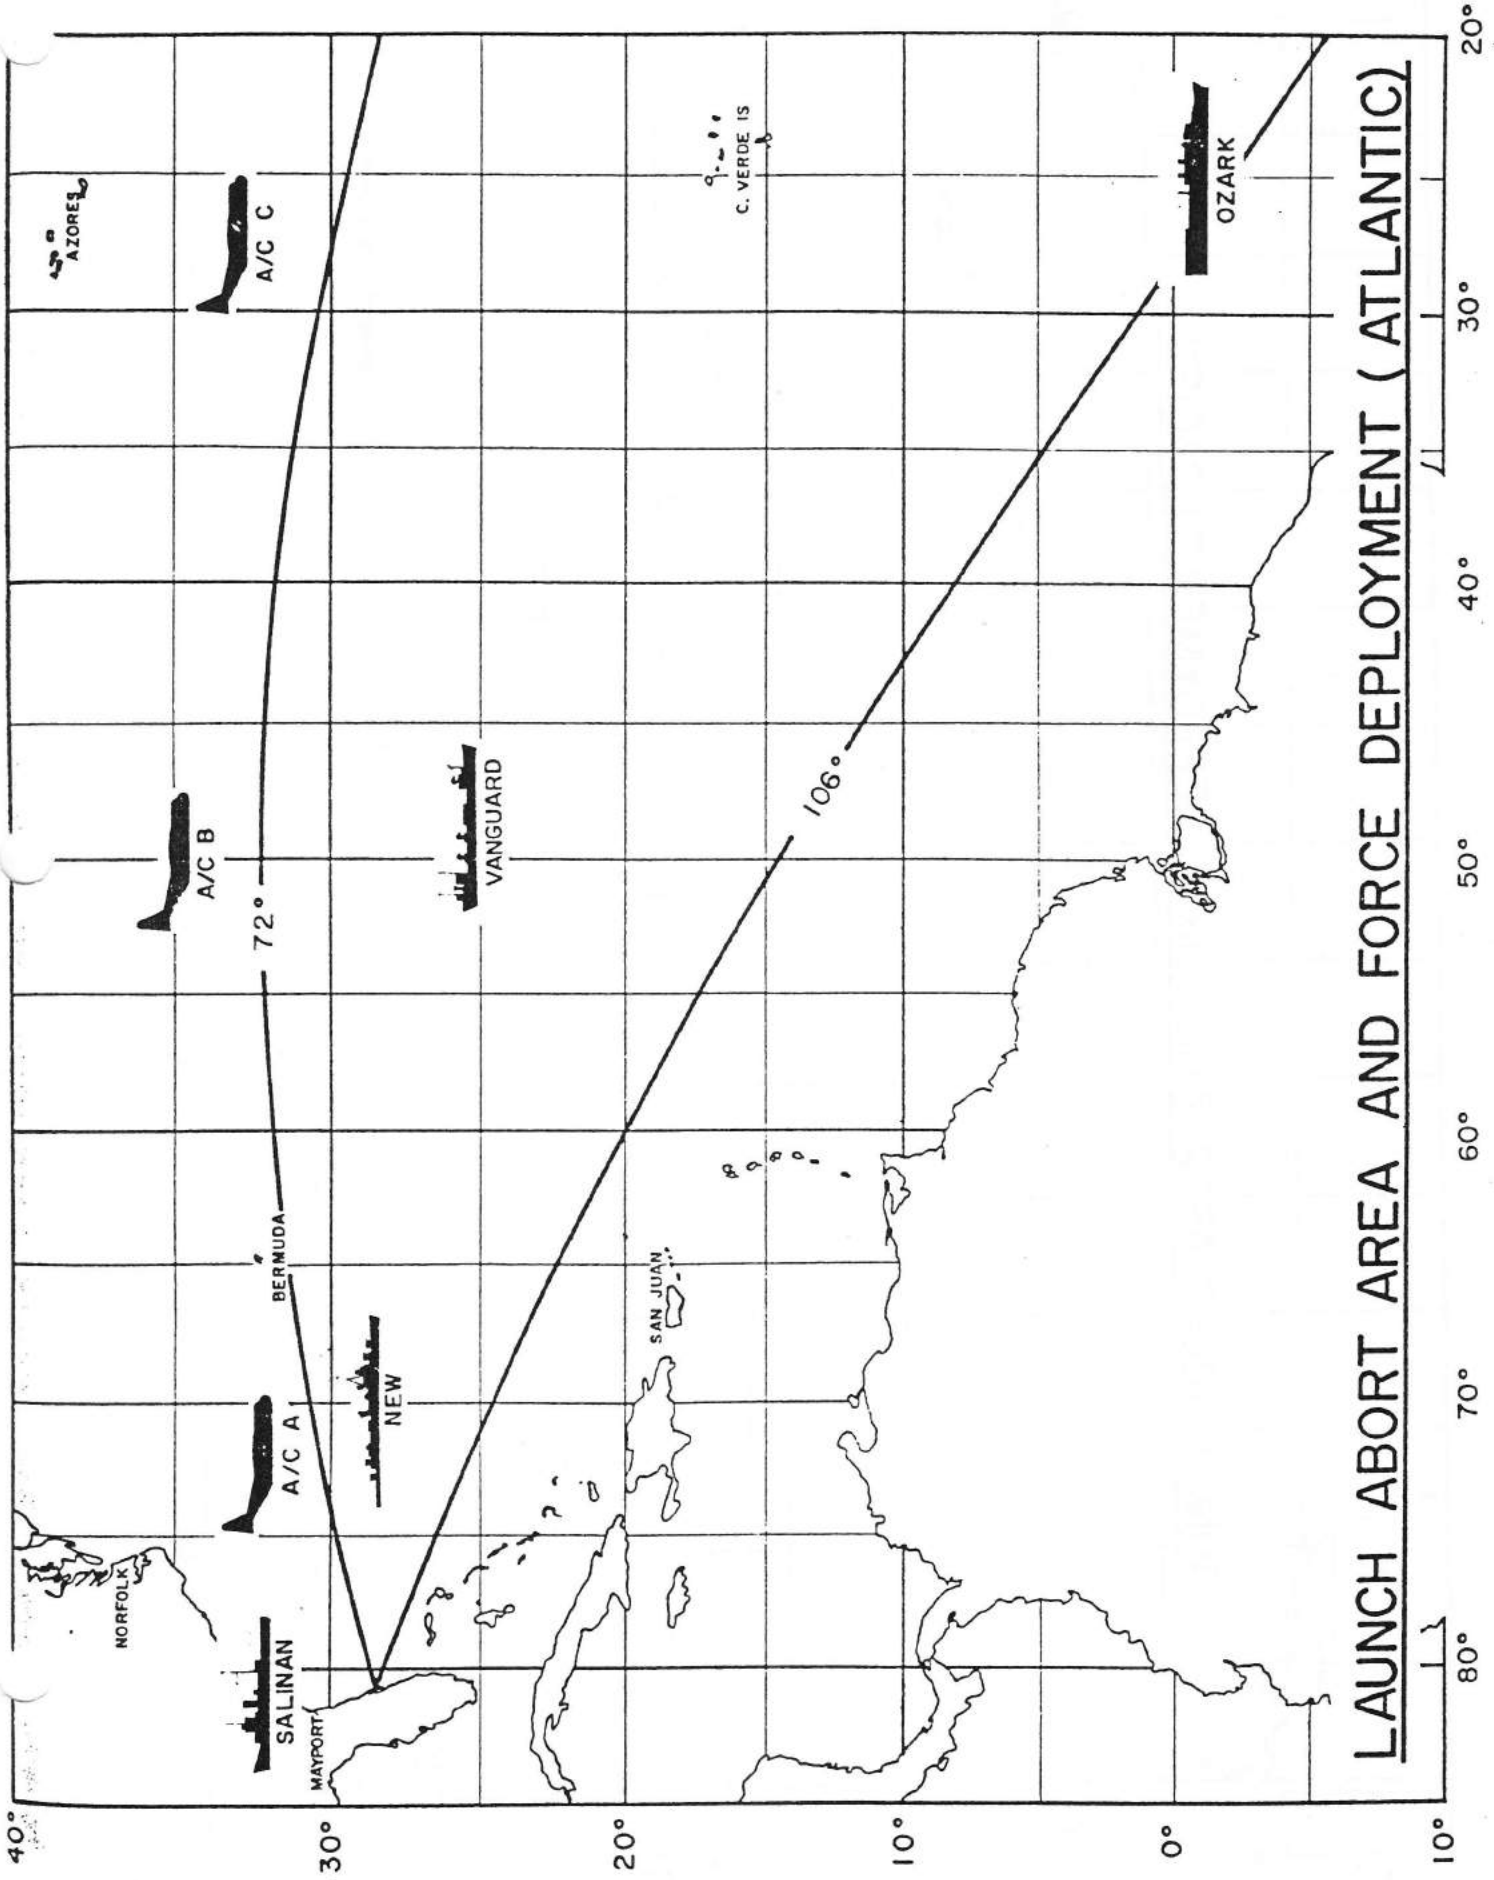 40°
30°
20°
10°
0°
10°
80°
70°
60°
50°
40°
30°
20°
NORFOLK
SALINAN
MAYPORT
A/C A
NEW
BERMUDA
SAN JUAN
A/C B
72°
VANGUARD
106°
AZORES
A/C C
C. VERDE IS
OZARK
LAUNCH ABORT AREA AND FORCE DEPLOYMENT (ATLANTIC)